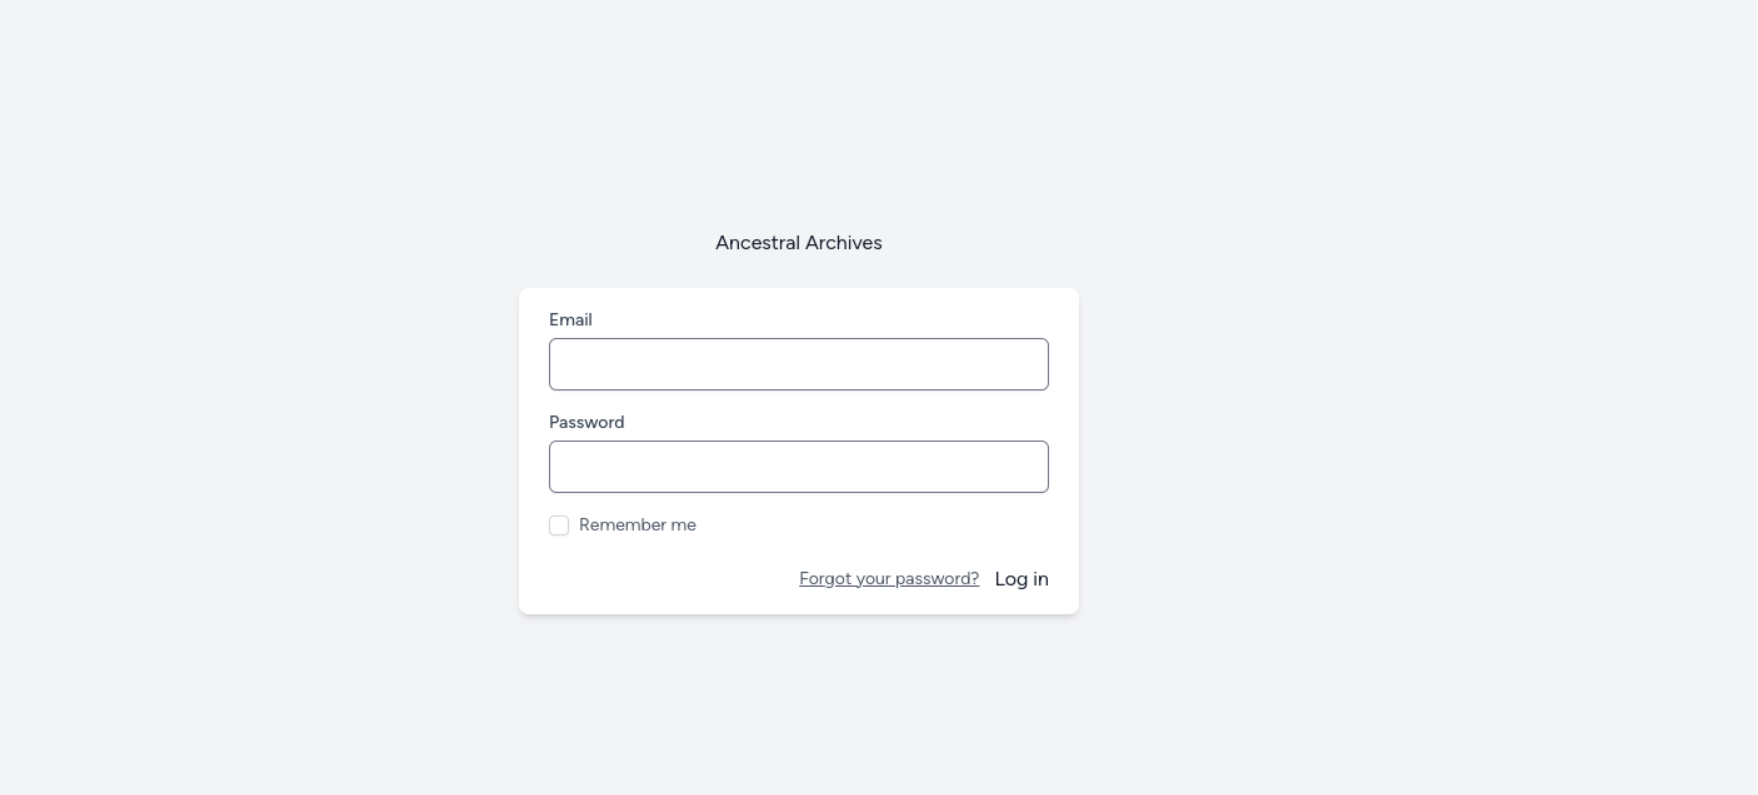 Ancestral Archives
Email
Password
Remember me
Forgot your password? Log in